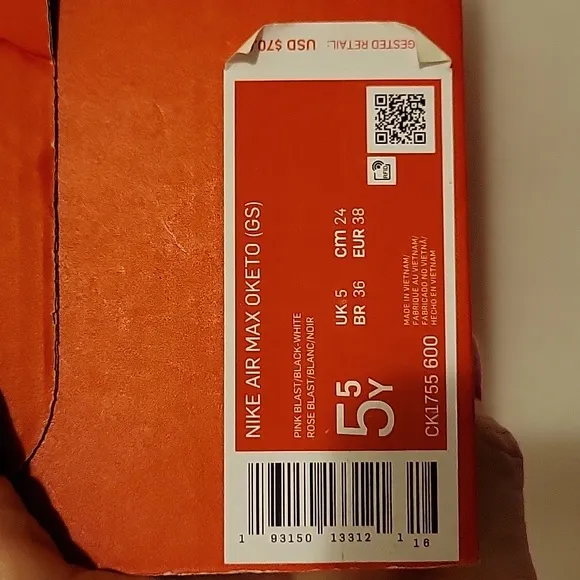 GESTED RETAIL: USD $70.
NIKE AIR MAX OKETO (GS)
PINK BLAST/BLACK-WHITE
ROSE BLAST/BLANC/NOIR
5.5Y
UK 5 cm 24
BR 36 EUR 38
RFID
CK1755 600
MADE IN VIETNAM/
FABRIQUE AU VIETNAM/
FABRICADO NO VIETNÃ/
HECHO EN VIETNAM
1 93150 13312 1 16